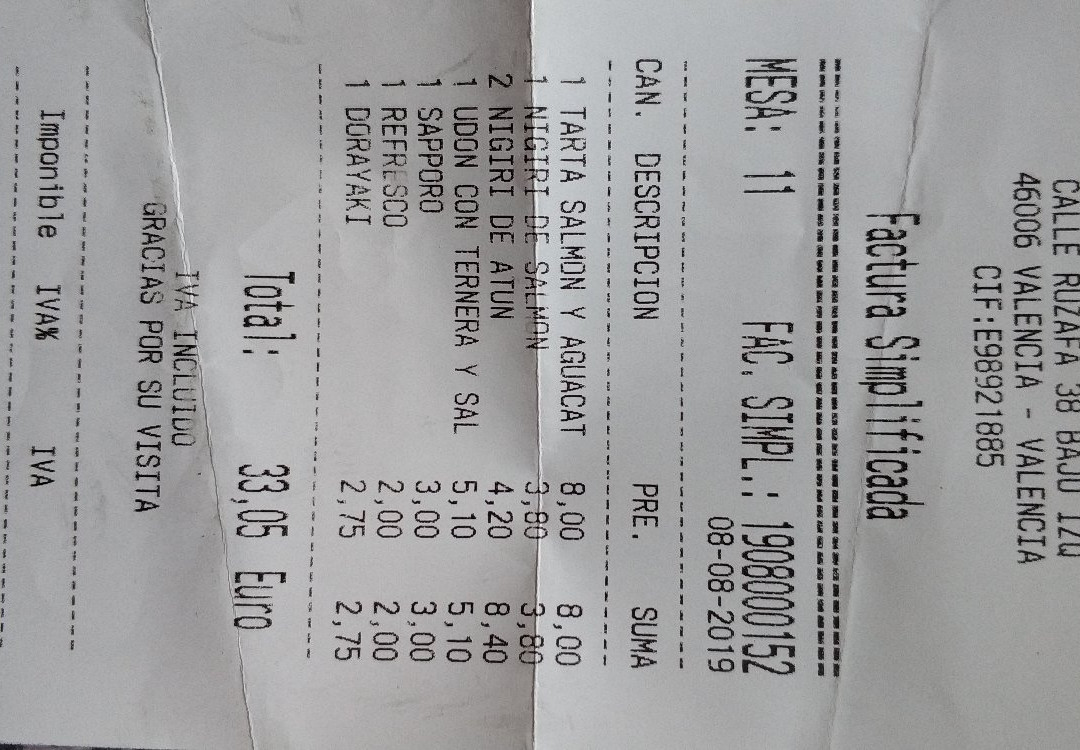 CALLE RUZAFA 38 BAJO IZQ
46006 VALENCIA - VALENCIA
CIF:E98921885
Factura Simplificada
MESA: 11 FAC. SIMPL.: 1908000152
08-08-2019
CAN. DESCRIPCION PRE. SUMA
1 TARTA SALMON Y AGUACAT 8,00 8,00
1 NIGIRI DE SALMON 3,80 3,80
2 NIGIRI DE ATUN 4,20 8,40
1 UDON CON TERNERA Y SAL 5,10 5,10
1 SAPPORO 3,00 3,00
1 REFRESCO 2,00 2,00
1 DORAYAKI 2,75 2,75
Total: 33,05 Euro
IVA INCLUIDO
GRACIAS POR SU VISITA
Imponible IVA% IVA